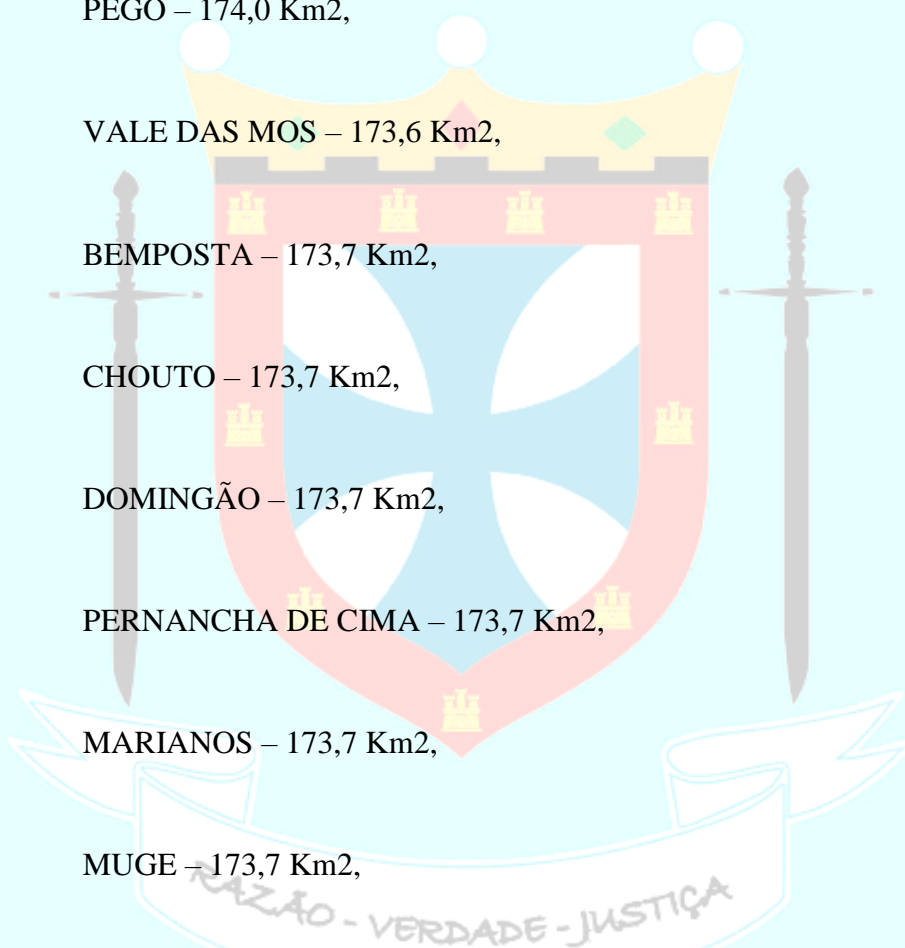 PEGO – 174,0 Km2,
VALE DAS MOS – 173,6 Km2,
BEMPOSTA – 173,7 Km2,
CHOUTO – 173,7 Km2,
DOMINGÃO – 173,7 Km2,
PERNANCHA DE CIMA – 173,7 Km2,
MARIANOS – 173,7 Km2,
MUGE – 173,7 Km2,
RAZÃO - VERDADE - JUSTIÇA